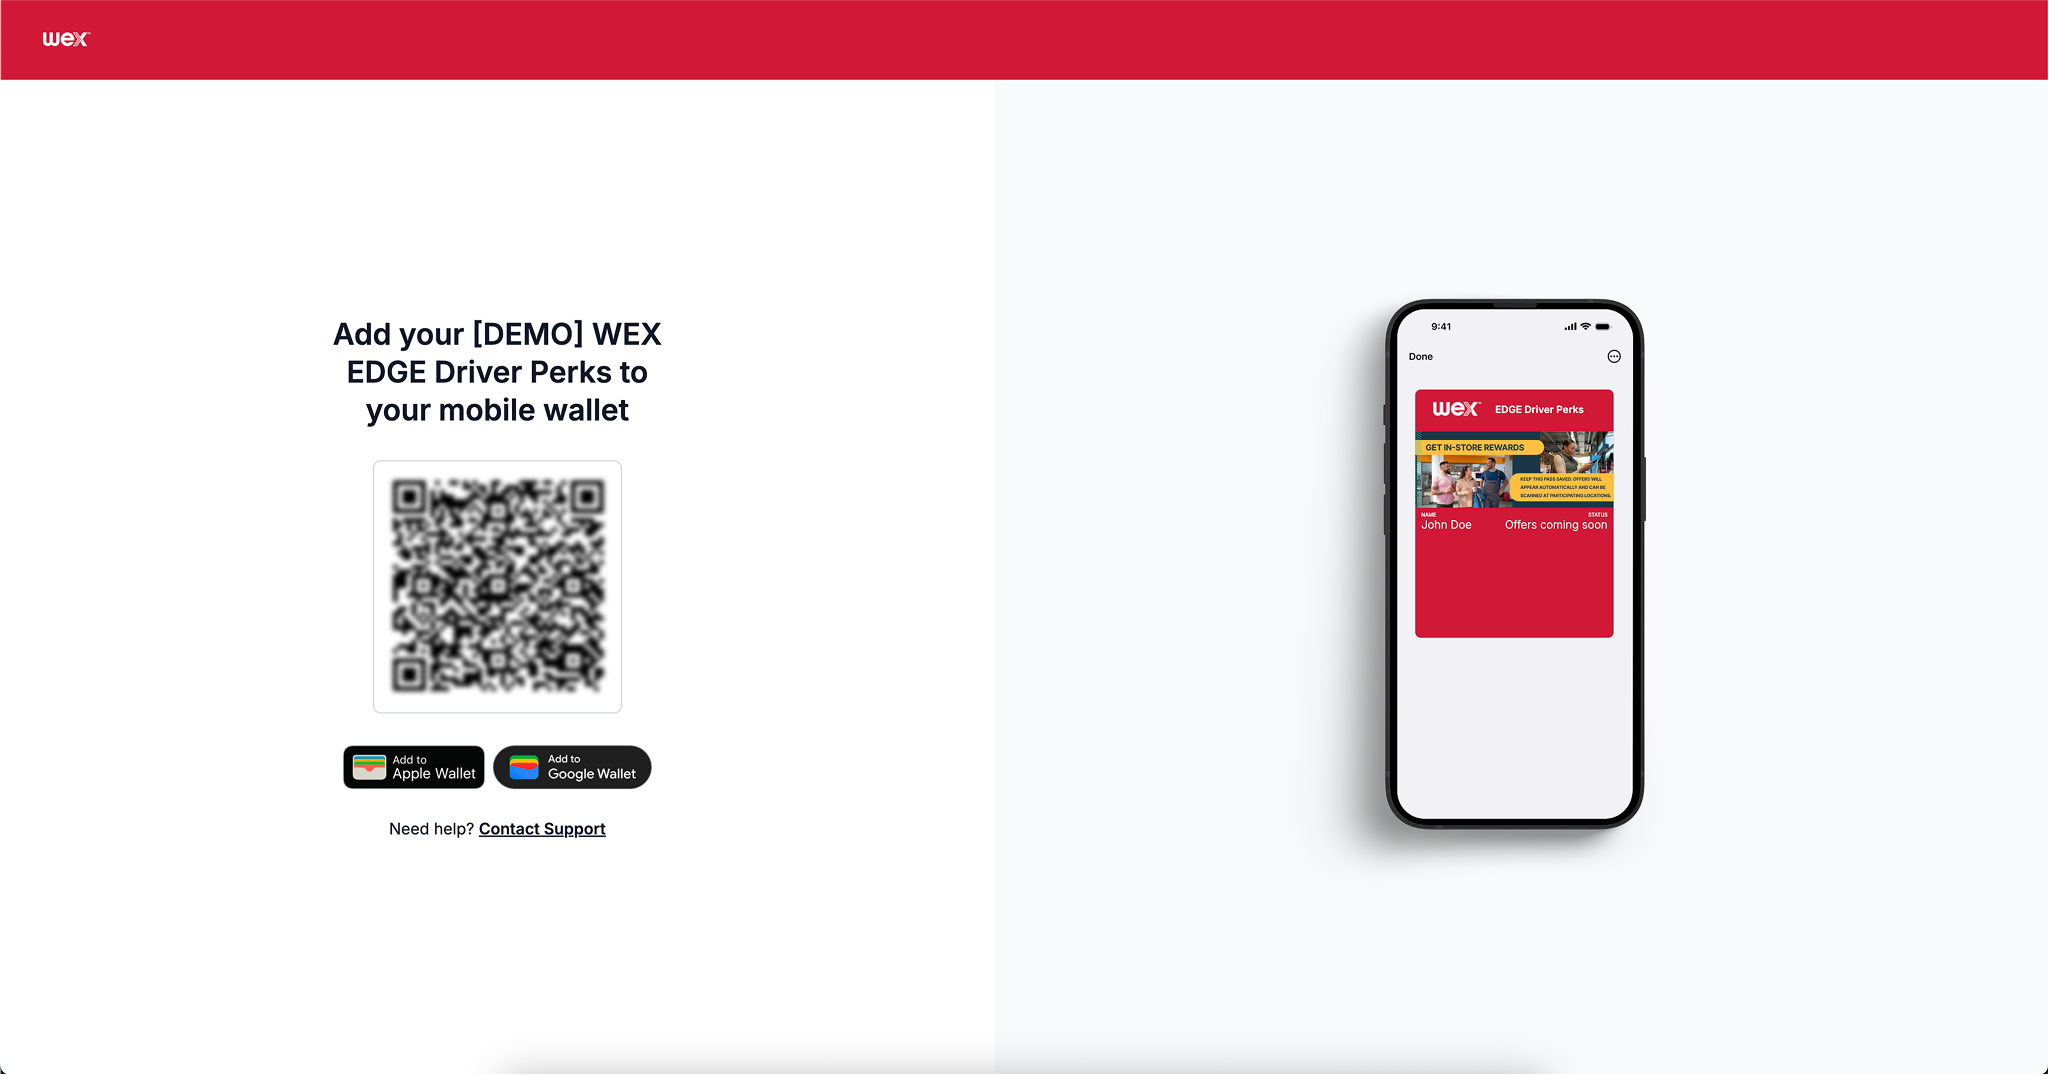 wex
Add your [DEMO] WEX
EDGE Driver Perks to
your mobile wallet
Add to
Apple Wallet
Add to
Google Wallet
Need help? Contact Support
9:41
Done
wex EDGE Driver Perks
GET IN-STORE REWARDS
KEEP THIS PASS SAVED. OFFERS WILL
APPEAR AUTOMATICALLY AND CAN BE
SCANNED AT PARTICIPATING LOCATIONS.
NAME STATUS
John Doe Offers coming soon